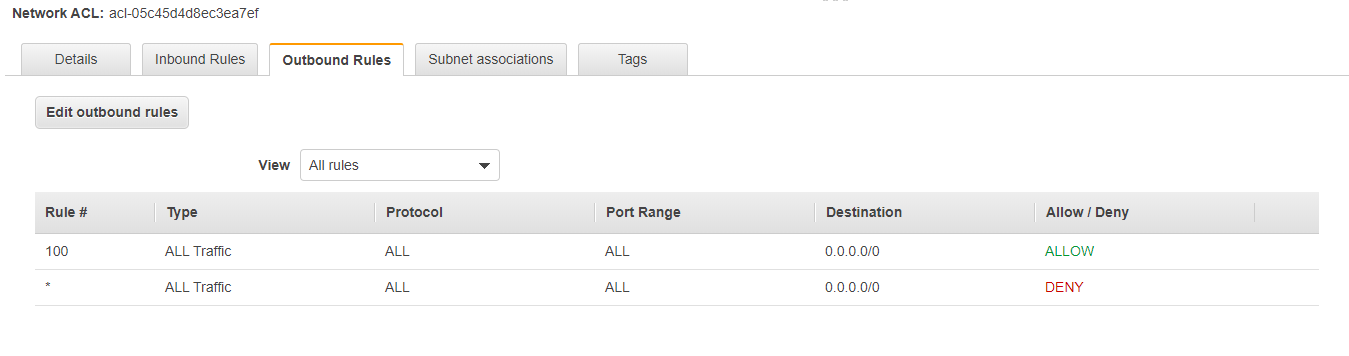 Network ACL: acl-05c45d4d8ec3ea7ef
Details Inbound Rules Outbound Rules Subnet associations Tags
Edit outbound rules
View All rules
Rule # Type Protocol Port Range Destination Allow / Deny
100 ALL Traffic ALL ALL 0.0.0.0/0 ALLOW
* ALL Traffic ALL ALL 0.0.0.0/0 DENY